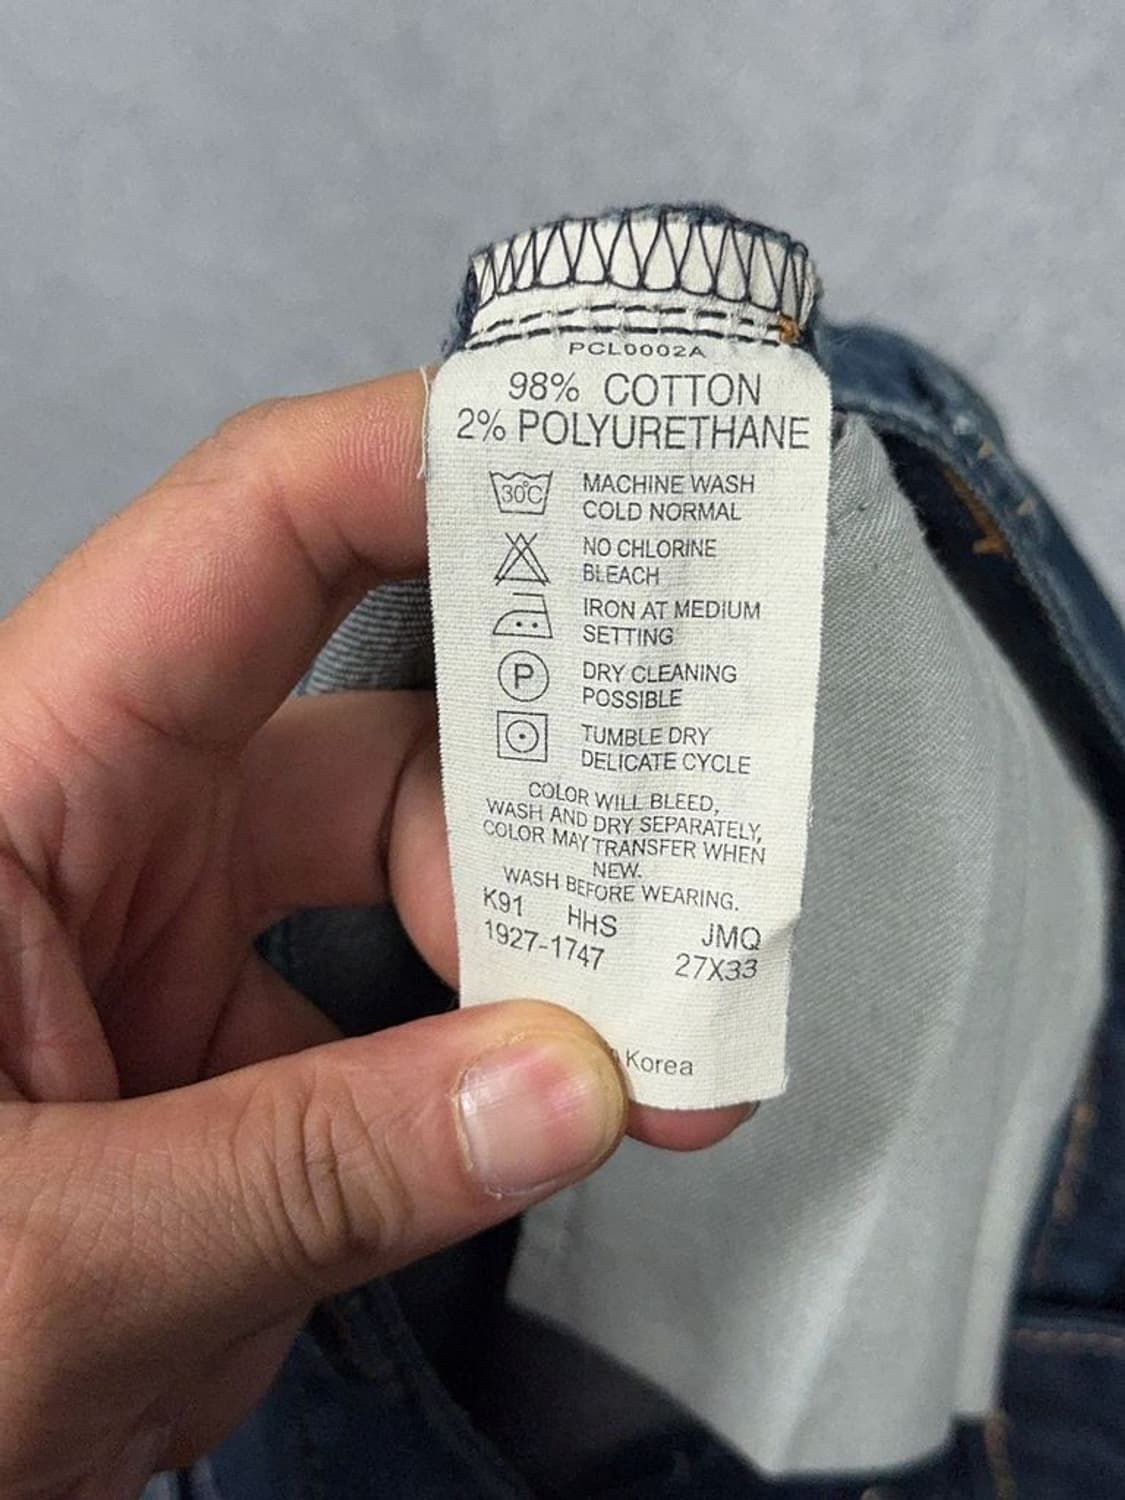 PCL0002A
98% COTTON
2% POLYURETHANE
30°C MACHINE WASH
COLD NORMAL
NO CHLORINE
BLEACH
IRON AT MEDIUM
SETTING
P DRY CLEANING
POSSIBLE
TUMBLE DRY
DELICATE CYCLE
COLOR WILL BLEED,
WASH AND DRY SEPARATELY,
COLOR MAY TRANSFER WHEN
NEW.
WASH BEFORE WEARING.
K91 HHS JMQ
1927-1747 27X33
Korea